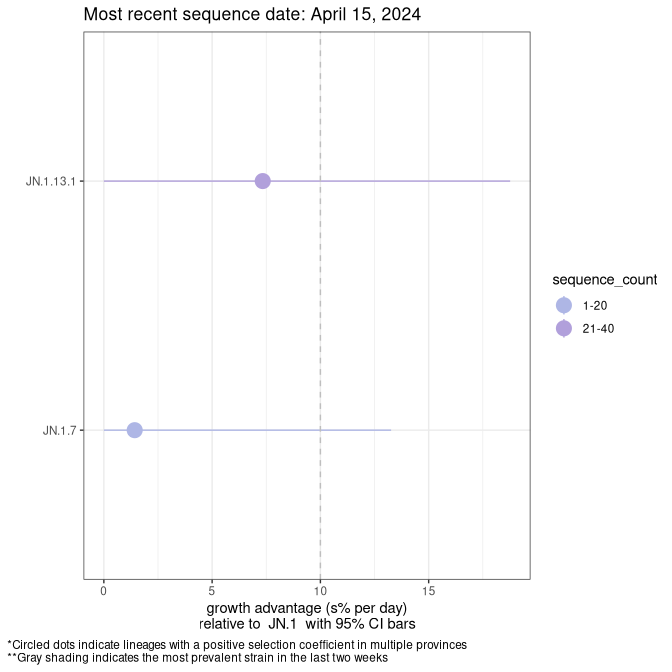 Most recent sequence date: April 15, 2024
JN.1.13.1
JN.1.7
sequence_count
1-20
21-40
0 5 10 15
growth advantage (s% per day)
relative to JN.1 with 95% CI bars
*Circled dots indicate lineages with a positive selection coefficient in multiple provinces
**Gray shading indicates the most prevalent strain in the last two weeks